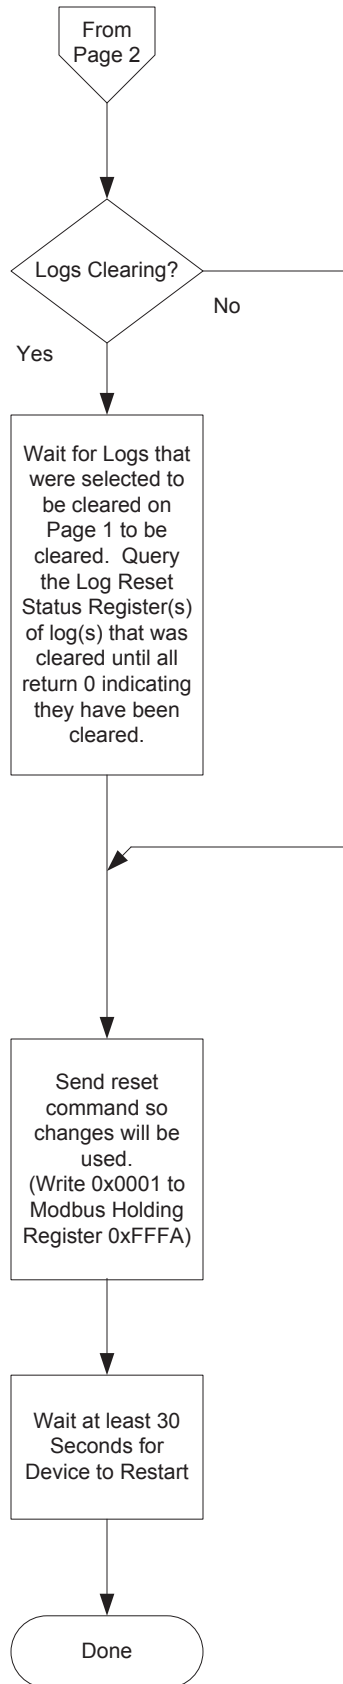 From
Page 2
Logs Clearing?
No
Yes
Wait for Logs that
were selected to
be cleared on
Page 1 to be
cleared.  Query
the Log Reset
Status Register(s)
of log(s) that was
cleared until all
return 0 indicating
they have been
cleared.
Send reset
command so
changes will be
used.
(Write 0x0001 to
Modbus Holding
Register 0xFFFA)
Wait at least 30
Seconds for
Device to Restart
Done